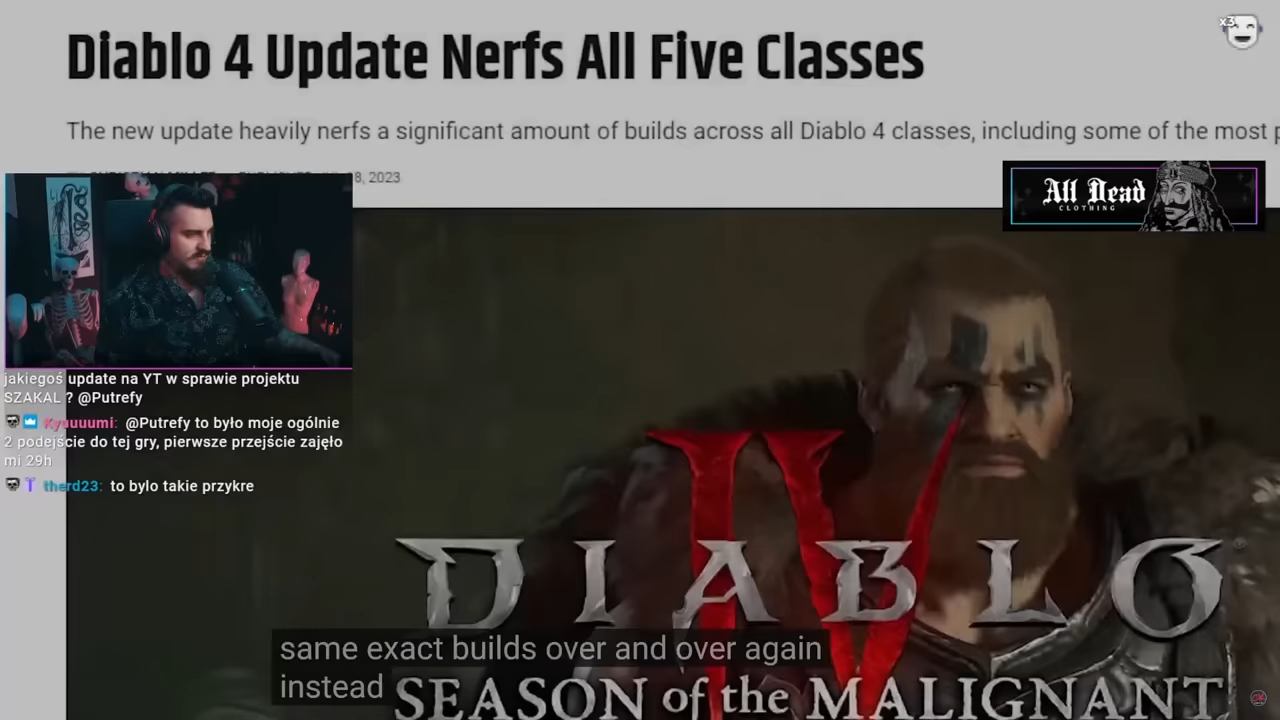 Diablo 4 Update Nerfs All Five Classes
x3
The new update heavily nerfs a significant amount of builds across all Diablo 4 classes, including some of the most
8, 2023
All Dead
CLOTHING
jakiegoś update na YT w sprawie projektu
SZAKAL ? @Putrefy
Kyuuuumi: @Putrefy to było moje ogólnie
2 podejście do tej gry, pierwsze przejście zajęło
mi 29h
therd23: to bylo takie przykre
IV
DIABLO
same exact builds over and over again
instead
SEASON of the MALIGNANT